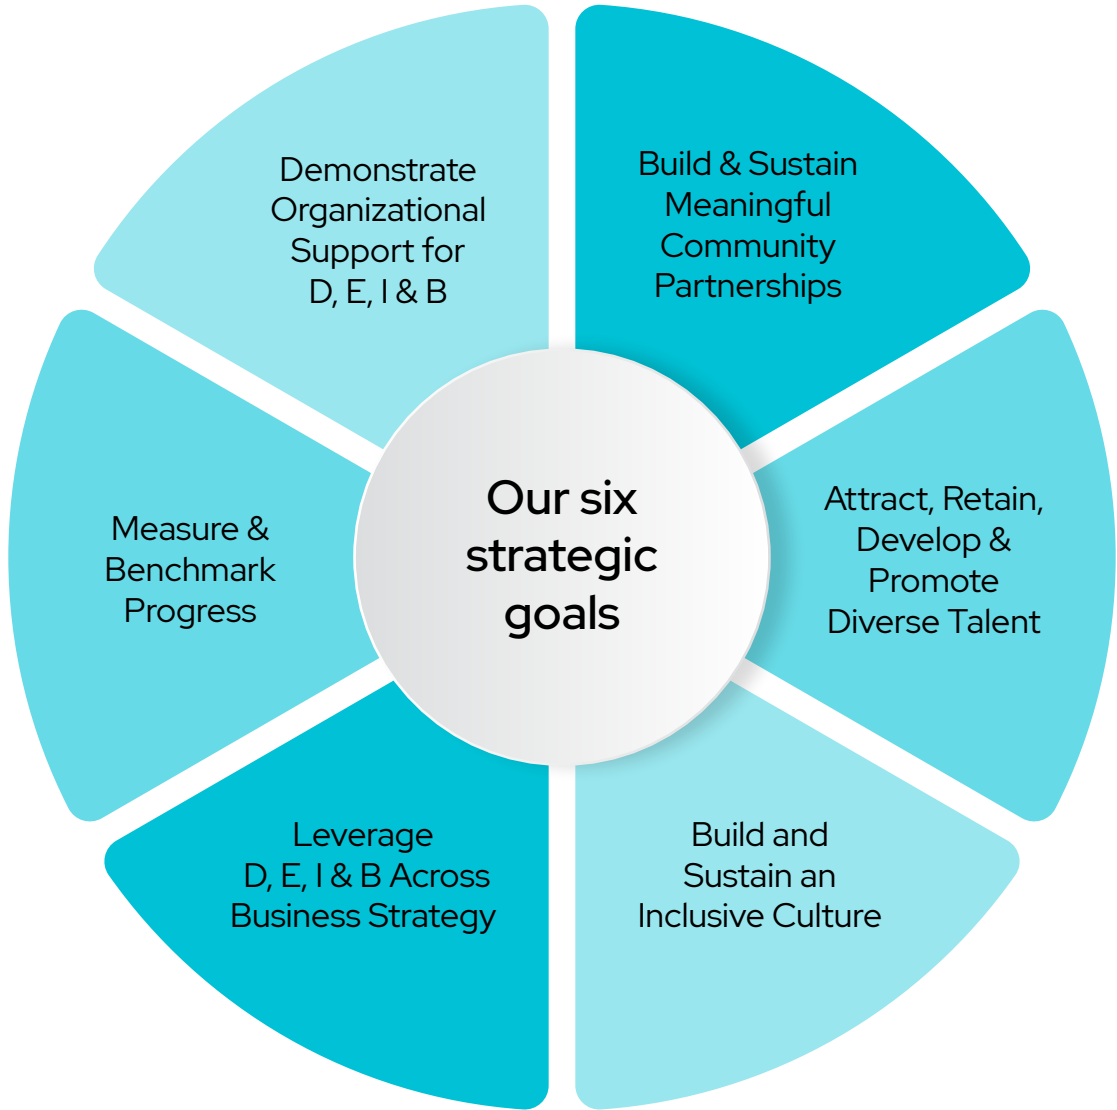 Demonstrate
Organizational
Support for
D, E, I & B
Build & Sustain
Meaningful
Community
Partnerships
Attract, Retain,
Develop &
Promote
Diverse Talent
Build and
Sustain an
Inclusive Culture
Leverage
D, E, I & B Across
Business Strategy
Measure &
Benchmark
Progress
Our six
strategic
goals